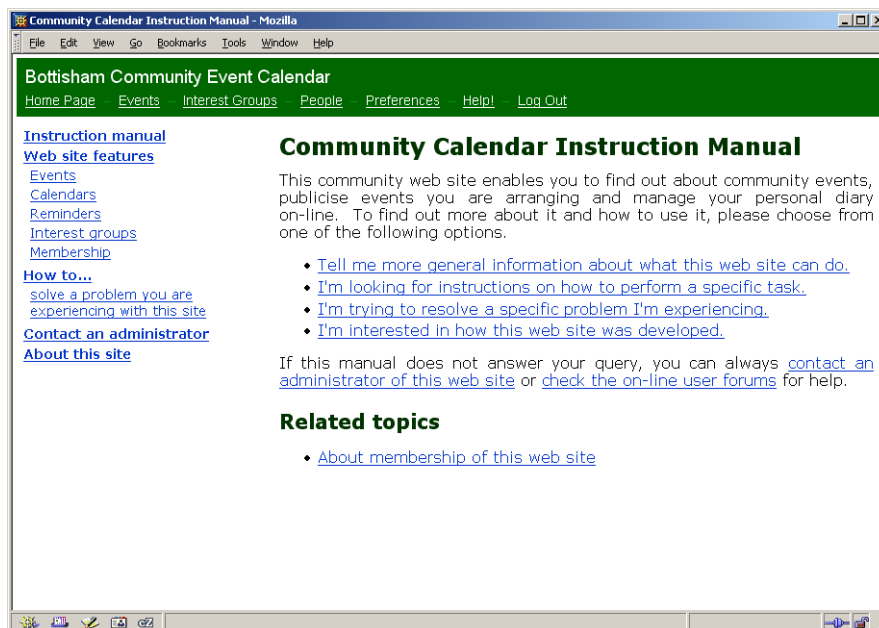 Community Calendar Instruction Manual - Mozilla
File Edit View Go Bookmarks Tools Window Help
Bottisham Community Event Calendar
Home Page – Events – Interest Groups – People – Preferences – Help! – Log Out
Instruction manual
Web site features
Events
Calendars
Reminders
Interest groups
Membership
How to...
solve a problem you are
experiencing with this site
Contact an administrator
About this site
Community Calendar Instruction Manual
This community web site enables you to find out about community events,
publicise events you are arranging and manage your personal diary
on-line. To find out more about it and how to use it, please choose from
one of the following options.
• Tell me more general information about what this web site can do.
• I'm looking for instructions on how to perform a specific task.
• I'm trying to resolve a specific problem I'm experiencing.
• I'm interested in how this web site was developed.
If this manual does not answer your query, you can always contact an
administrator of this web site or check the on-line user forums for help.
Related topics
• About membership of this web site